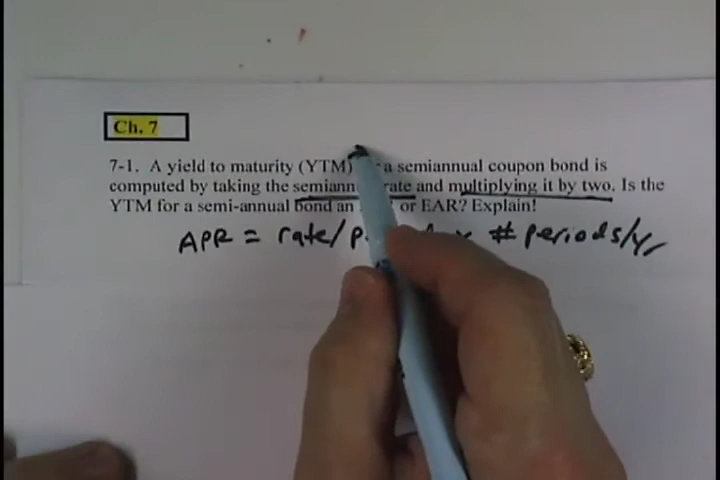 Ch. 7
7-1. A yield to maturity (YTM) a semiannual coupon bond is
computed by taking the rate and multiplying it by two. Is the
YTM for a semi-annual bond an or EAR? Explain!
APR = rate/ # periods/yr